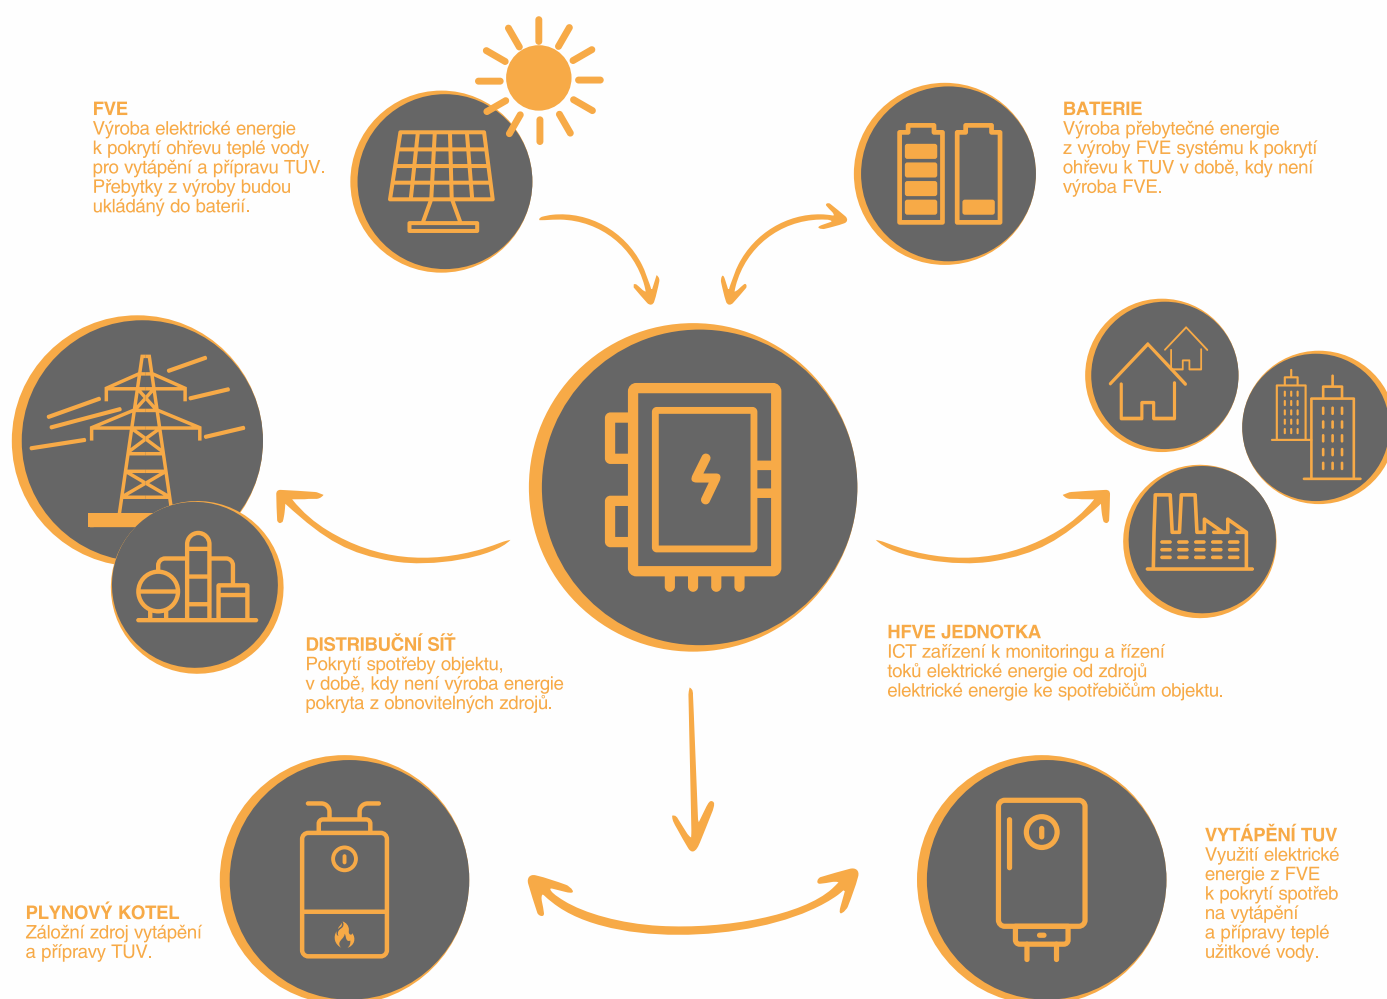 FVE
Výroba elektrické energie
k pokrytí ohřevu teplé vody
pro vytápění a přípravu TUV.
Přebytky z výroby budou
ukládáný do baterií.
BATERIE
Výroba přebytečné energie
z výroby FVE systému k pokrytí
ohřevu k TUV v době, kdy není
výroba FVE.
DISTRIBUČNÍ SÍŤ
Pokrytí spotřeby objektu,
v době, kdy není výroba energie
pokryta z obnovitelných zdrojů.
HFVE JEDNOTKA
ICT zařízení k monitoringu a řízení
toků elektrické energie od zdrojů
elektrické energie ke spotřebičům objektu.
PLYNOVÝ KOTEL
Záložní zdroj vytápění
a přípravy TUV.
VYTÁPĚNÍ TUV
Využití elektrické
energie z FVE
k pokrytí spotřeb
na vytápění
a přípravy teplé
užitkové vody.